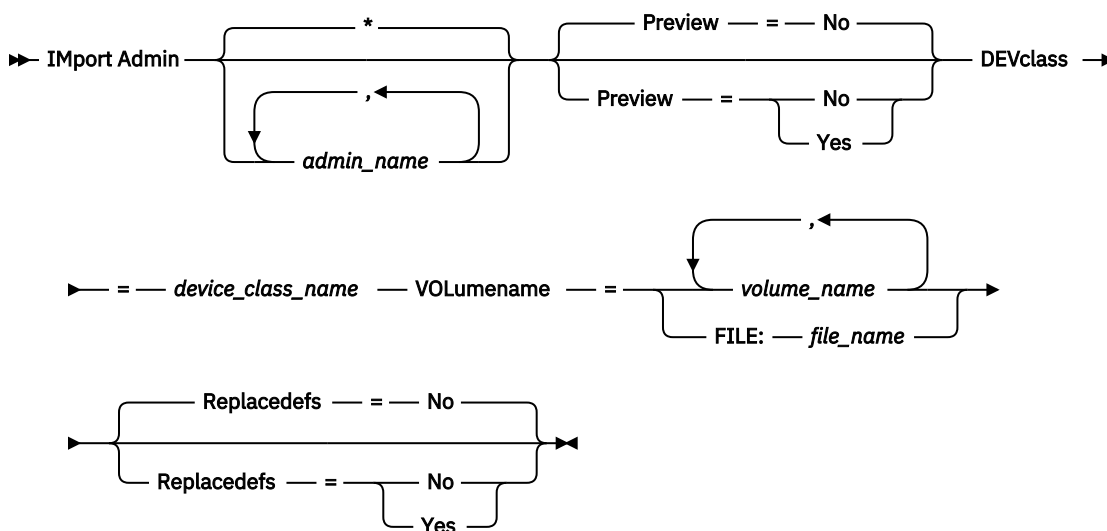 *
Preview = No
IMport Admin
DEVclass
,
Preview = No
admin_name
Yes
,
= device_class_name VOLumename = volume_name
FILE: file_name
Replacedefs = No
Replacedefs = No
Yes